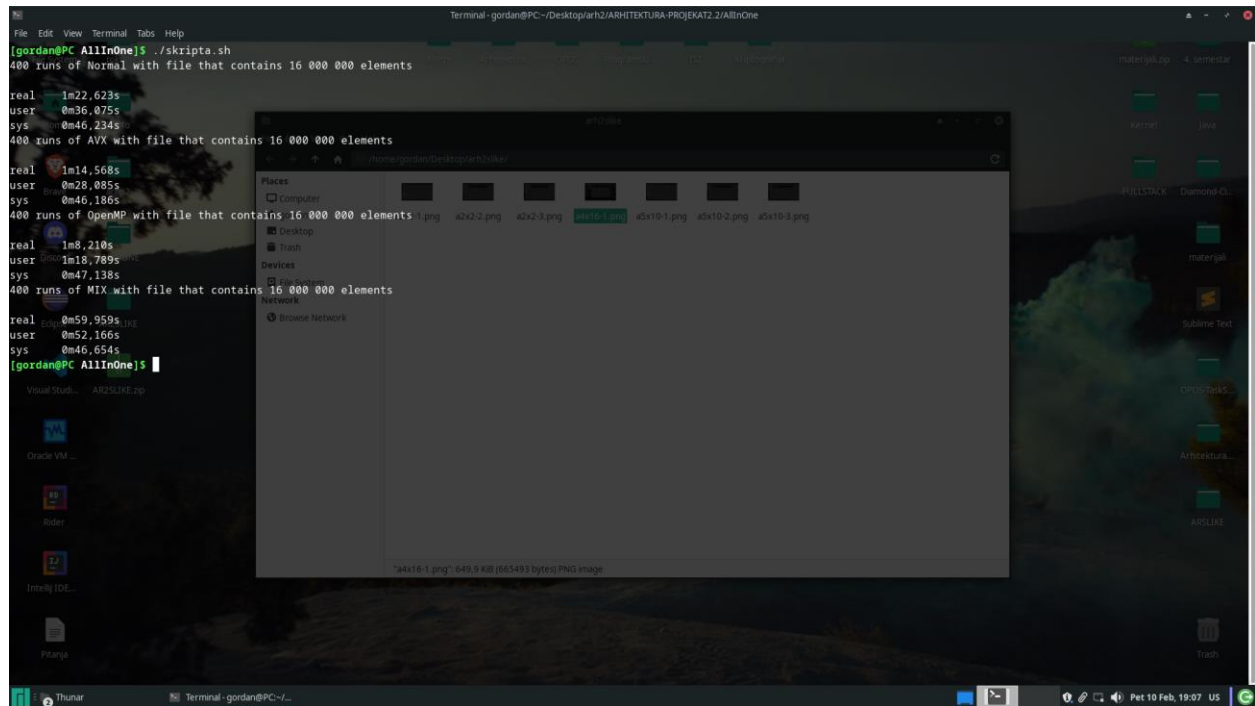 Terminal - gordan@PC:~/Desktop/arh2/ARHITEKTURA-PROJEKAT2.2/AllInOne
File Edit View Terminal Tabs Help
[gordan@PC AllInOne]$ ./skripta.sh
400 runs of Normal with file that contains 16 000 000 elements
real 1m22,623s
user 0m36,075s
sys 0m46,234s
400 runs of AVX with file that contains 16 000 000 elements
real 1m14,568s
user 0m28,085s
sys 0m46,186s
400 runs of OpenMP with file that contains 16 000 000 elements
real 1m8,210s
user 1m18,789s
sys 0m47,138s
400 runs of MIX with file that contains 16 000 000 elements
real 0m59,959s
user 0m52,166s
sys 0m46,654s
[gordan@PC AllInOne]$
arh2slike
/home/gordan/Desktop/arh2slike/
Places
Computer
Desktop
Trash
Devices
File System
Network
Browse Network
a2x2-2.png a2x2-3.png a4x16-1.png a5x10-1.png a5x10-2.png a5x10-3.png
"a4x16-1.png": 649,9 KiB (665493 bytes) PNG image
Visual Studi... AR2SLIKE.zip
Oracle VM ...
Rider
Intellij IDE...
Pitanja
materijali.zip 4. semestar
Kernel Java
FULLSTACK Diamond-Ci...
materijali
Sublime Text
OPOS-TaskS...
Arhitektura...
ARSLIKE
Trash
2 Thunar Terminal - gordan@PC:~/... Pet 10 Feb, 19:07 US